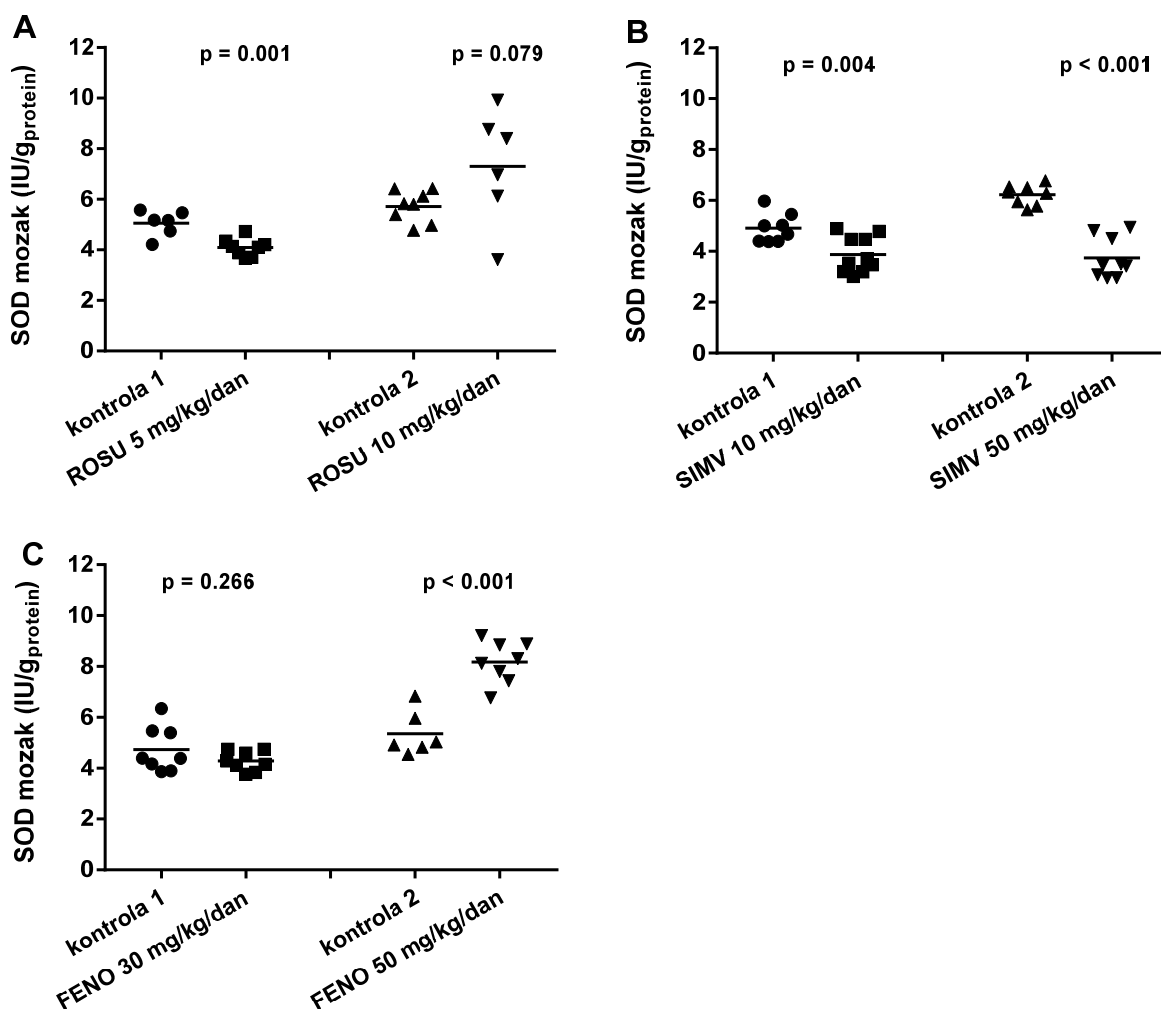 A
p = 0.001
p = 0.079
SOD mozak (IU/gprotein)
12
10
8
6
4
2
0
kontrola 1
ROSU 5 mg/kg/dan
kontrola 2
ROSU 10 mg/kg/dan
B
p = 0.004
p < 0.001
SOD mozak (IU/gprotein)
12
10
8
6
4
2
0
kontrola 1
SIMV 10 mg/kg/dan
kontrola 2
SIMV 50 mg/kg/dan
C
p = 0.266
p < 0.001
SOD mozak (IU/gprotein)
12
10
8
6
4
2
0
kontrola 1
FENO 30 mg/kg/dan
kontrola 2
FENO 50 mg/kg/dan